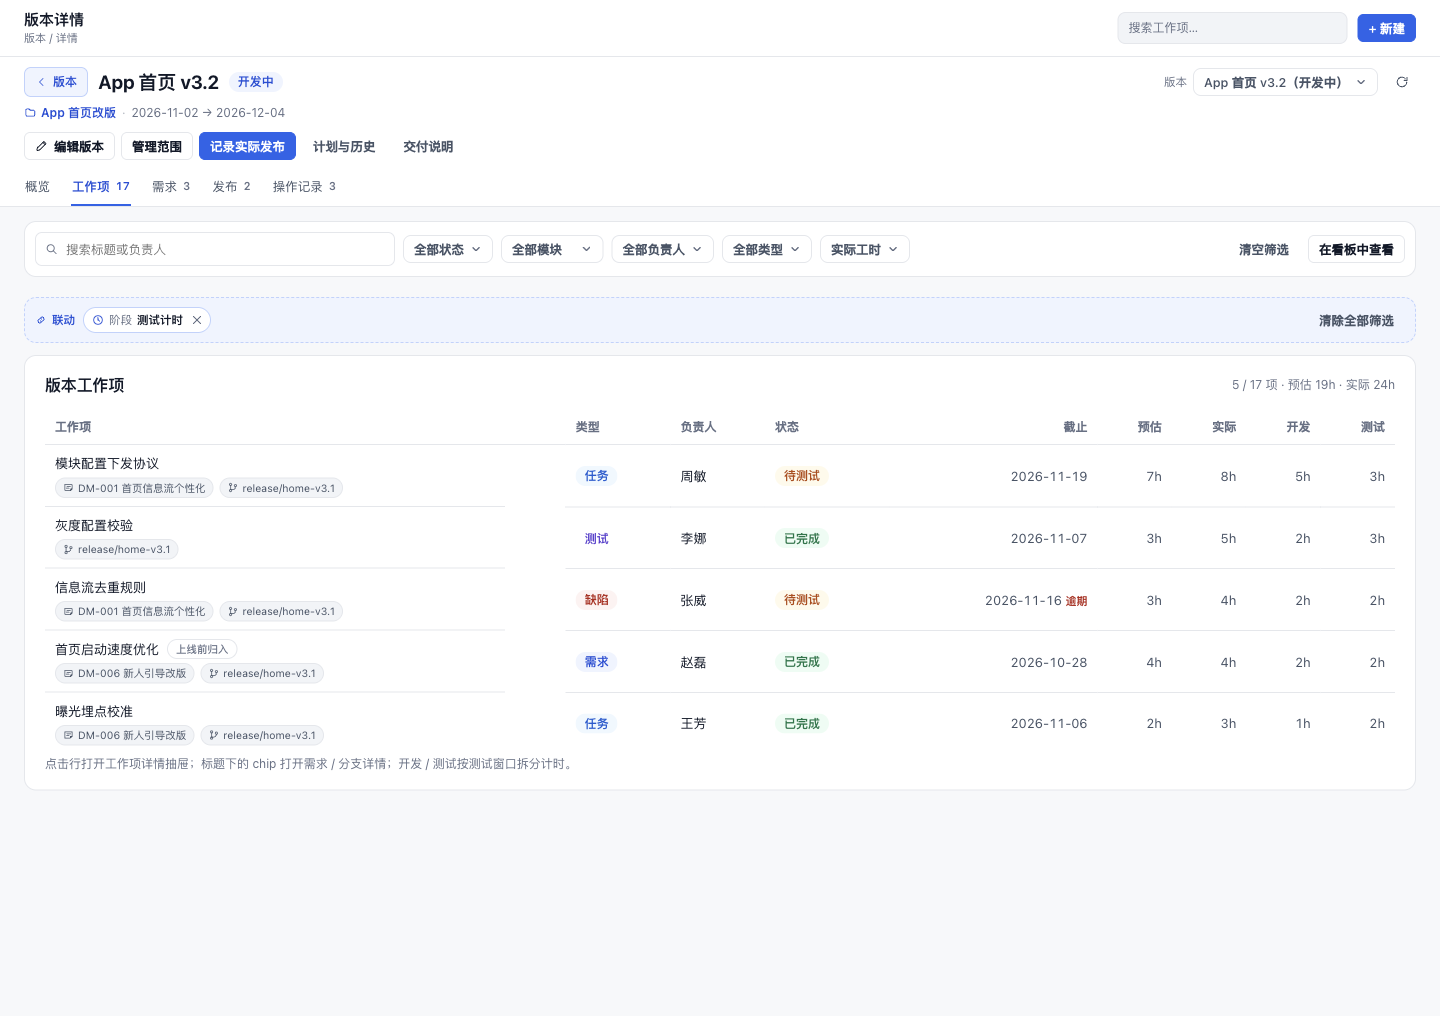 版本详情
版本 / 详情
搜索工作项...
+ 新建
版本
App 首页 v3.2
开发中
版本
App 首页 v3.2（开发中）
App 首页改版 · 2026-11-02 → 2026-12-04
编辑版本
管理范围
记录实际发布
计划与历史
交付说明
概览
工作项 17
需求 3
发布 2
操作记录 3
搜索标题或负责人
全部状态
全部模块
全部负责人
全部类型
实际工时
清空筛选
在看板中查看
联动
阶段 测试计时
清除全部筛选
版本工作项
5 / 17 项 · 预估 19h · 实际 24h
工作项 类型 负责人 状态 截止 预估 实际 开发 测试
模块配置下发协议
DM-001 首页信息流个性化 release/home-v3.1
任务 周敏 待测试 2026-11-19 7h 8h 5h 3h
灰度配置校验
release/home-v3.1
测试 李娜 已完成 2026-11-07 3h 5h 2h 3h
信息流去重规则
DM-001 首页信息流个性化 release/home-v3.1
缺陷 张威 待测试 2026-11-16 逾期 3h 4h 2h 2h
首页启动速度优化 上线前归入
DM-006 新人引导改版 release/home-v3.1
需求 赵磊 已完成 2026-10-28 4h 4h 2h 2h
曝光埋点校准
DM-006 新人引导改版 release/home-v3.1
任务 王芳 已完成 2026-11-06 2h 3h 1h 2h
点击行打开工作项详情抽屉；标题下的 chip 打开需求 / 分支详情；开发 / 测试按测试窗口拆分计时。